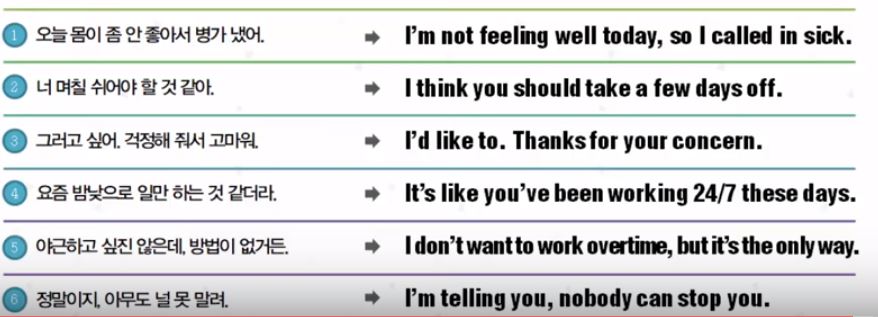 1 오늘 몸이 좀 안 좋아서 병가 냈어. ➡ I'm not feeling well today, so I called in sick.
2 너 며칠 쉬어야 할 것 같아. ➡ I think you should take a few days off.
3 그러고 싶어. 걱정해 줘서 고마워. ➡ I'd like to. Thanks for your concern.
4 요즘 밤낮으로 일만 하는 것 같더라. ➡ It's like you've been working 24/7 these days.
5 야근하고 싶진 않은데, 방법이 없거든. ➡ I don't want to work overtime, but it's the only way.
6 정말이지, 아무도 널 못 말려. ➡ I'm telling you, nobody can stop you.